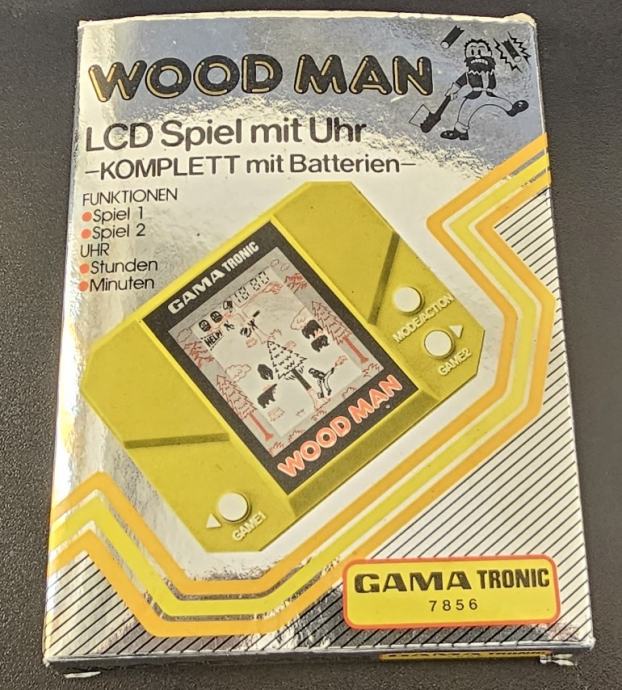 WOOD MAN
LCD Spiel mit Uhr
-KOMPLETT mit Batterien-
FUNKTIONEN
Spiel 1
Spiel 2
UHR
Stunden
Minuten
GAMA TRONIC
HELP!
WOOD MAN
MODE/ACTION
GAME2
GAME1
GAMA TRONIC
7856